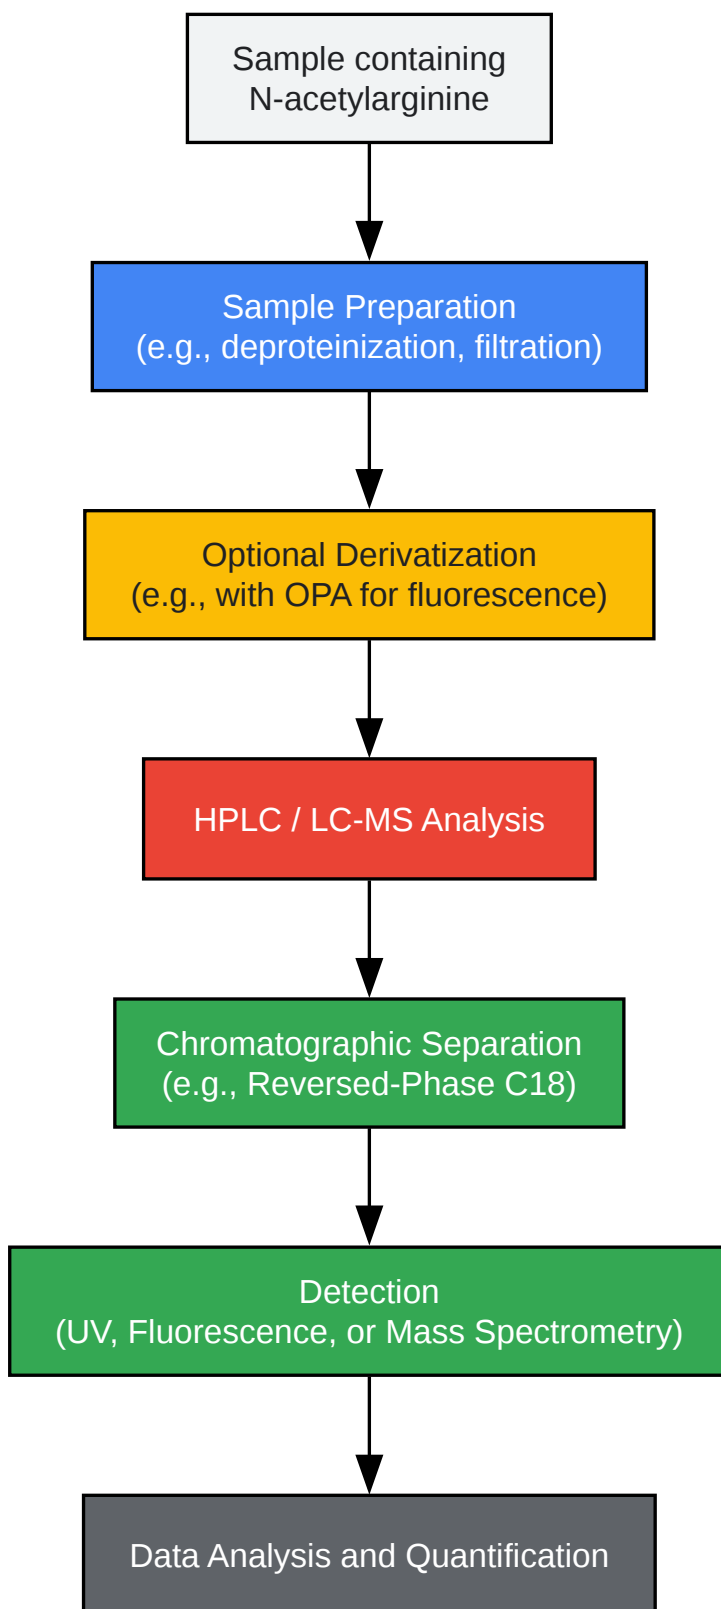 Sample containing
N-acetylarginine
Sample Preparation
(e.g., deproteinization, filtration)
Optional Derivatization
(e.g., with OPA for fluorescence)
HPLC / LC-MS Analysis
Chromatographic Separation
(e.g., Reversed-Phase C18)
Detection
(UV, Fluorescence, or Mass Spectrometry)
Data Analysis and Quantification